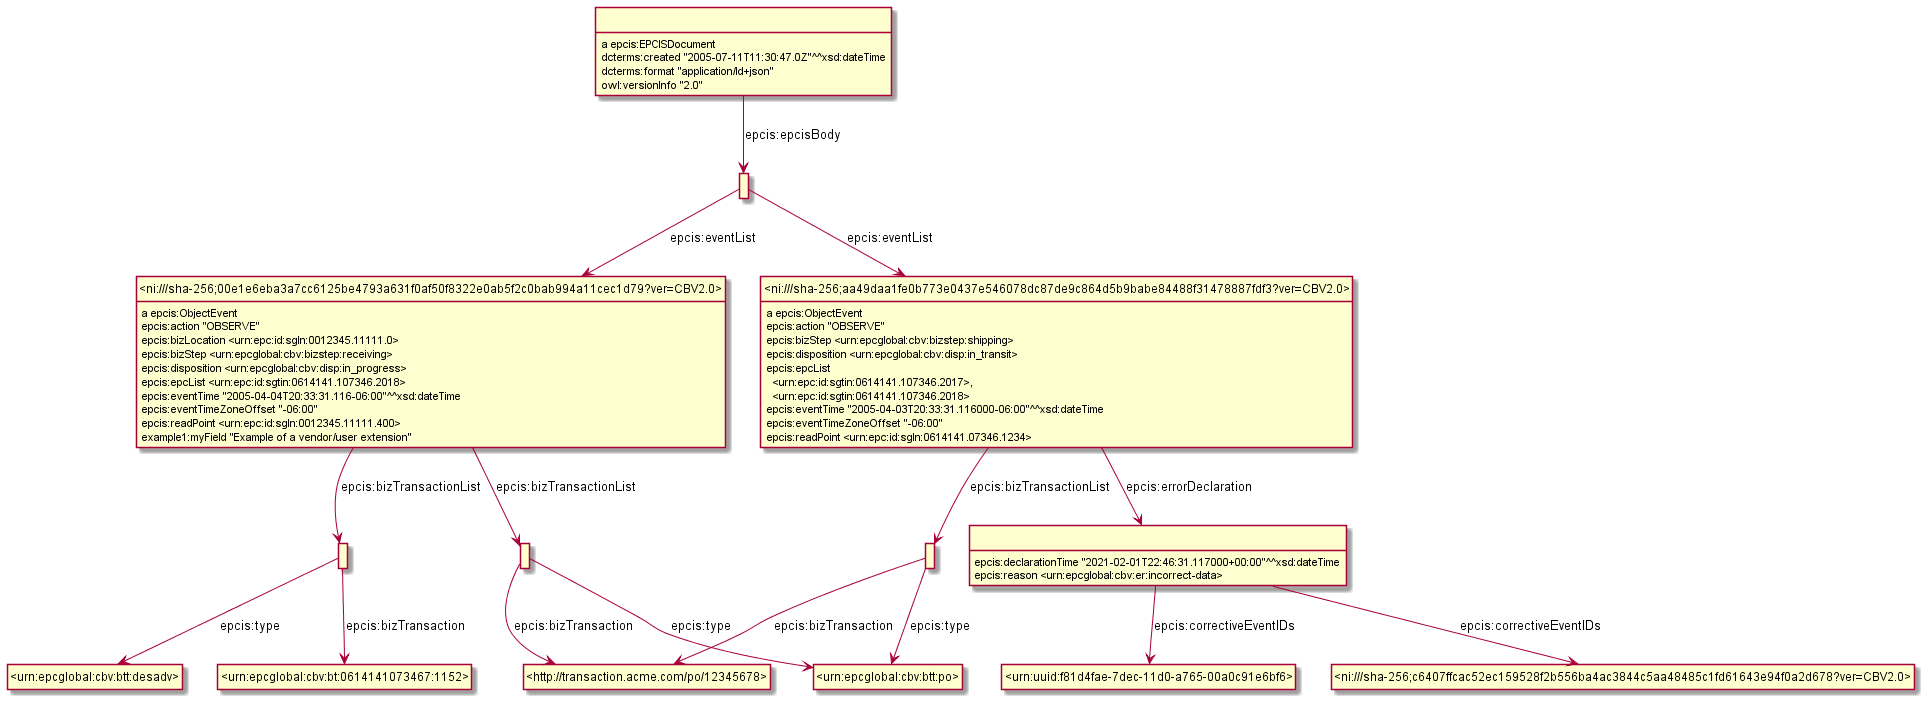 a epcis:EPCISDocument
dcterms:created "2005-07-11T11:30:47.0Z"^^xsd:dateTime
dcterms:format "application/ld+json"
owl:versionInfo "2.0"
epcis:epcisBody
epcis:eventList
epcis:eventList
<ni:///sha-256;00e1e6eba3a7cc6125be4793a631f0af50f8322e0ab5f2c0bab994a11cec1d79?ver=CBV2.0>
a epcis:ObjectEvent
epcis:action "OBSERVE"
epcis:bizLocation <urn:epc:id:sgln:0012345.11111.0>
epcis:bizStep <urn:epcglobal:cbv:bizstep:receiving>
epcis:disposition <urn:epcglobal:cbv:disp:in_progress>
epcis:epcList <urn:epc:id:sgtin:0614141.107346.2018>
epcis:eventTime "2005-04-04T20:33:31.116-06:00"^^xsd:dateTime
epcis:eventTimeZoneOffset "-06:00"
epcis:readPoint <urn:epc:id:sgln:0012345.11111.400>
example1:myField "Example of a vendor/user extension"
<ni:///sha-256;aa49daa1fe0b773e0437e546078dc87de9c864d5b9babe84488f31478887fdf3?ver=CBV2.0>
a epcis:ObjectEvent
epcis:action "OBSERVE"
epcis:bizStep <urn:epcglobal:cbv:bizstep:shipping>
epcis:disposition <urn:epcglobal:cbv:disp:in_transit>
epcis:epcList
<urn:epc:id:sgtin:0614141.107346.2017>,
<urn:epc:id:sgtin:0614141.107346.2018>
epcis:eventTime "2005-04-03T20:33:31.116000-06:00"^^xsd:dateTime
epcis:eventTimeZoneOffset "-06:00"
epcis:readPoint <urn:epc:id:sgln:0614141.07346.1234>
epcis:bizTransactionList
epcis:bizTransactionList
epcis:bizTransactionList
epcis:errorDeclaration
epcis:declarationTime "2021-02-01T22:46:31.117000+00:00"^^xsd:dateTime
epcis:reason <urn:epcglobal:cbv:er:incorrect-data>
epcis:type
epcis:bizTransaction
epcis:bizTransaction
epcis:type
epcis:bizTransaction
epcis:type
epcis:correctiveEventIDs
epcis:correctiveEventIDs
<urn:epcglobal:cbv:btt:desadv>
<urn:epcglobal:cbv:bt:0614141073467:1152>
<http://transaction.acme.com/po/12345678>
<urn:epcglobal:cbv:btt:po>
<urn:uuid:f81d4fae-7dec-11d0-a765-00a0c91e6bf6>
<ni:///sha-256;c6407ffcac52ec159528f2b556ba4ac3844c5aa48485c1fd61643e94f0a2d678?ver=CBV2.0>